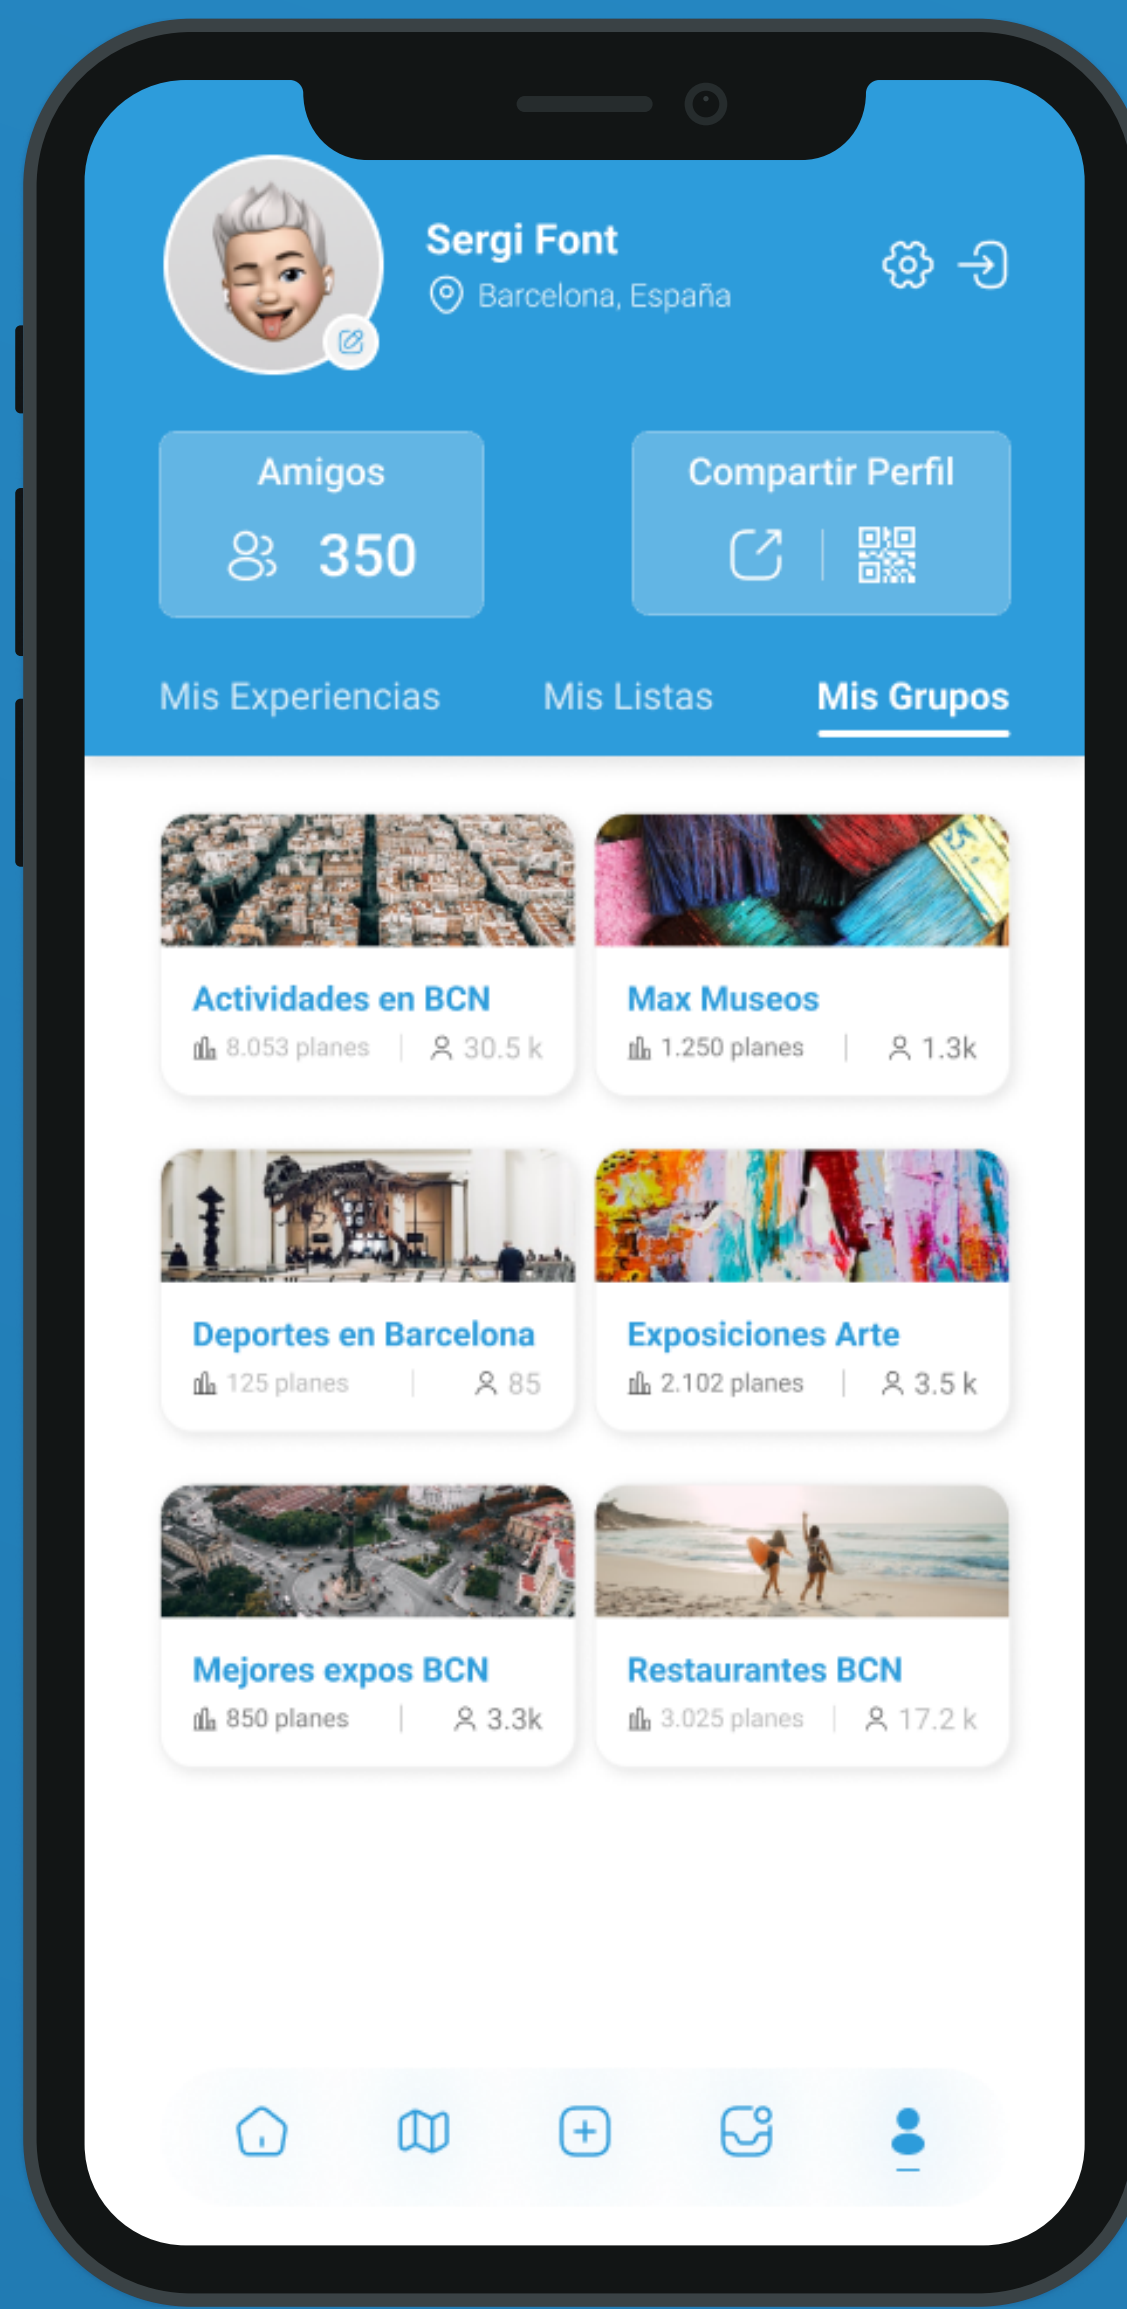 Sergi Font
Barcelona, España
Amigos
350
Compartir Perfil
Mis Experiencias
Mis Listas
Mis Grupos
Actividades en BCN
8.053 planes | 30.5 k
Max Museos
1.250 planes | 1.3k
Deportes en Barcelona
125 planes | 85
Exposiciones Arte
2.102 planes | 3.5 k
Mejores expos BCN
850 planes | 3.3k
Restaurantes BCN
3.025 planes | 17.2 k